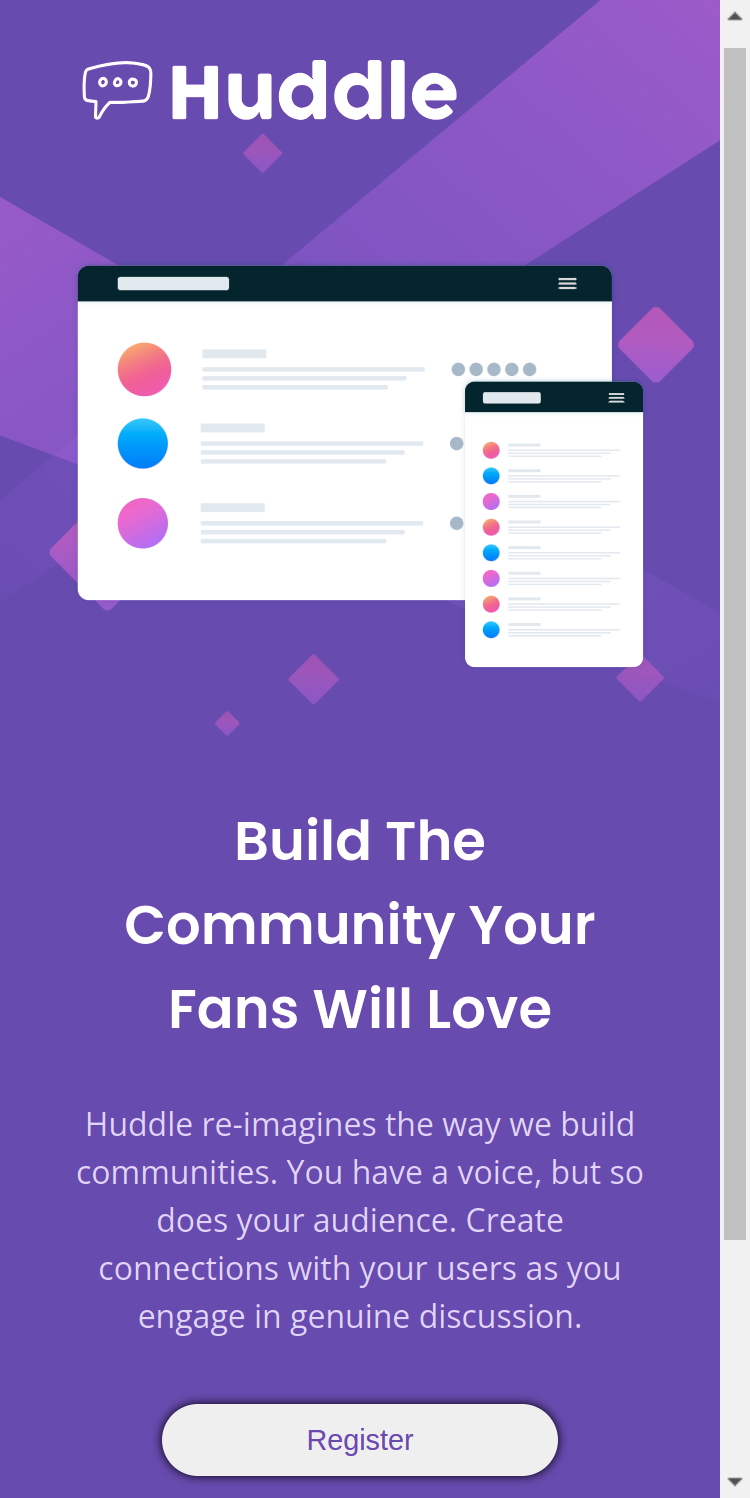 Huddle
Build The
Community Your
Fans Will Love
Huddle re-imagines the way we build
communities. You have a voice, but so
does your audience. Create
connections with your users as you
engage in genuine discussion.
Register